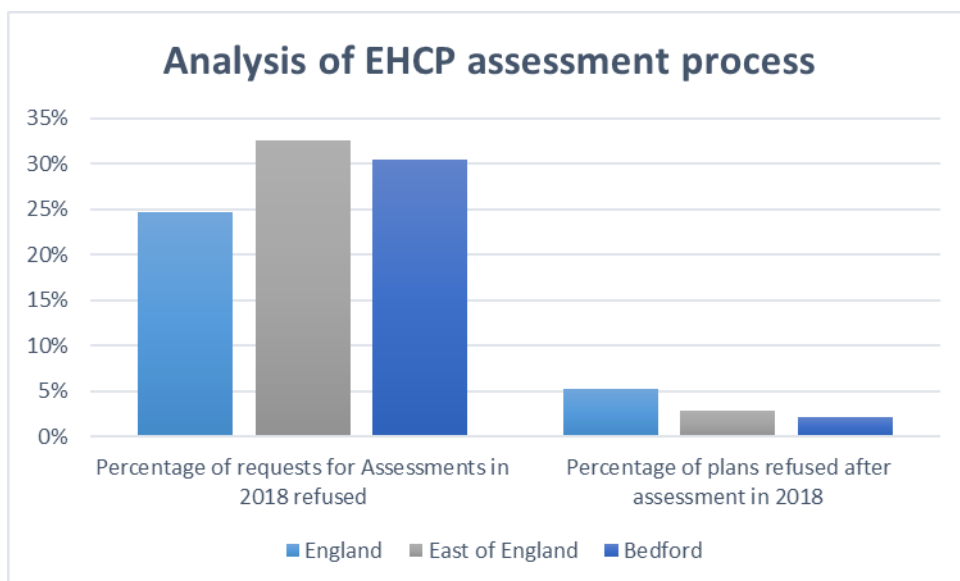 Analysis of EHCP assessment process
35%
30%
25%
20%
15%
10%
5%
0%
Percentage of requests for Assessments in
2018 refused
Percentage of plans refused after
assessment in 2018
England East of England Bedford